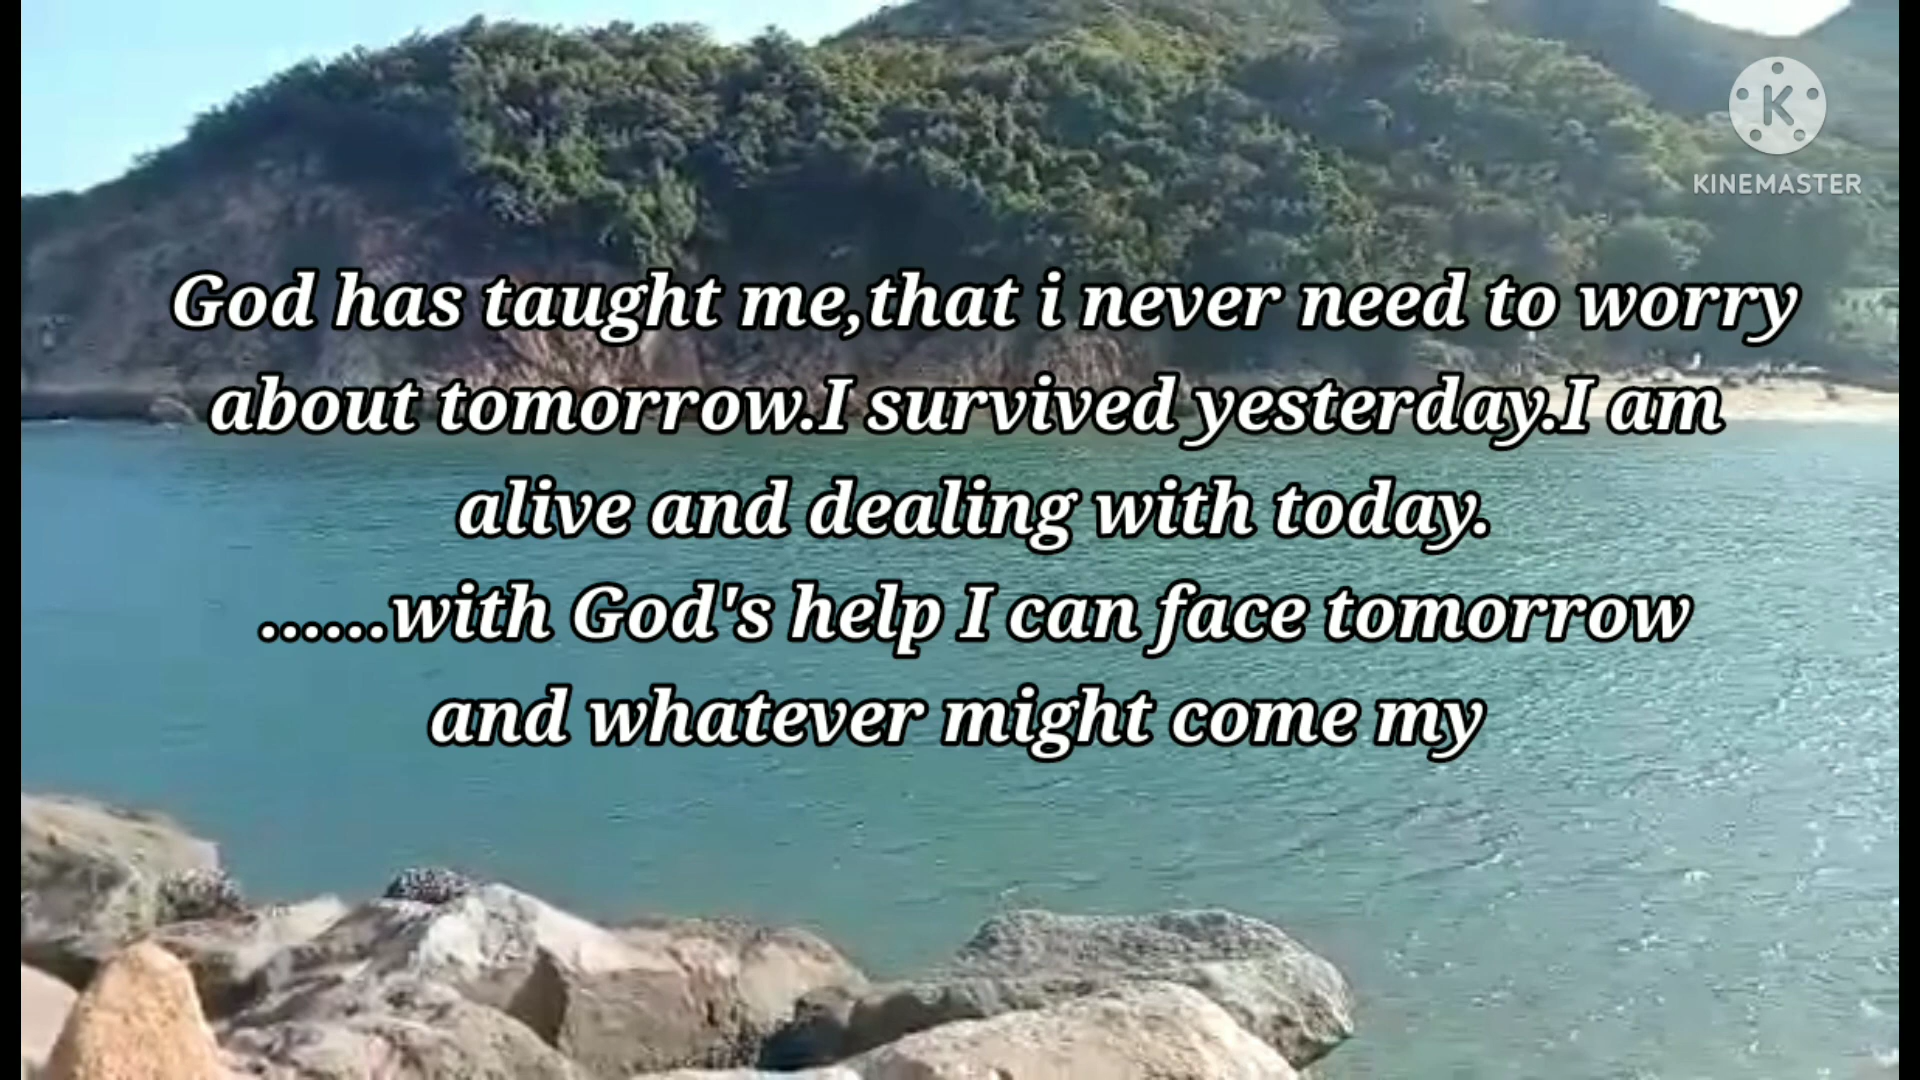 KINEMASTER
God has taught me,that i never need to worry
about tomorrow.I survived yesterday.I am
alive and dealing with today.
......with God's help I can face tomorrow
and whatever might come my